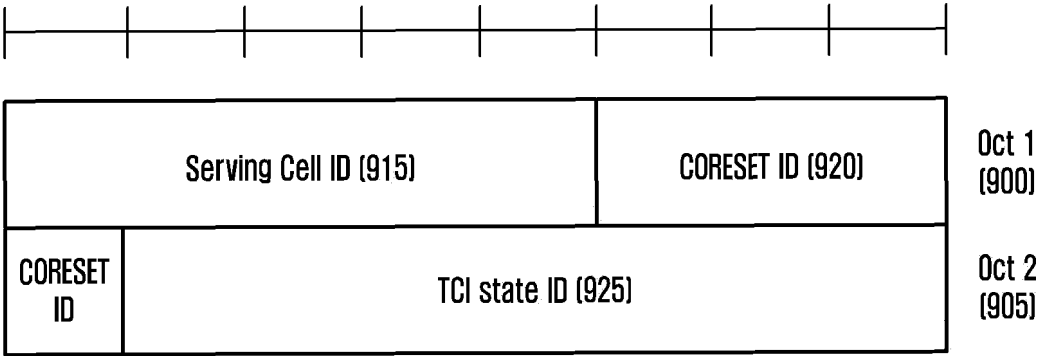 Serving Cell ID (915)
CORESET ID (920)
Oct 1
(900)
CORESET
ID
TCI state ID (925)
Oct 2
(905)